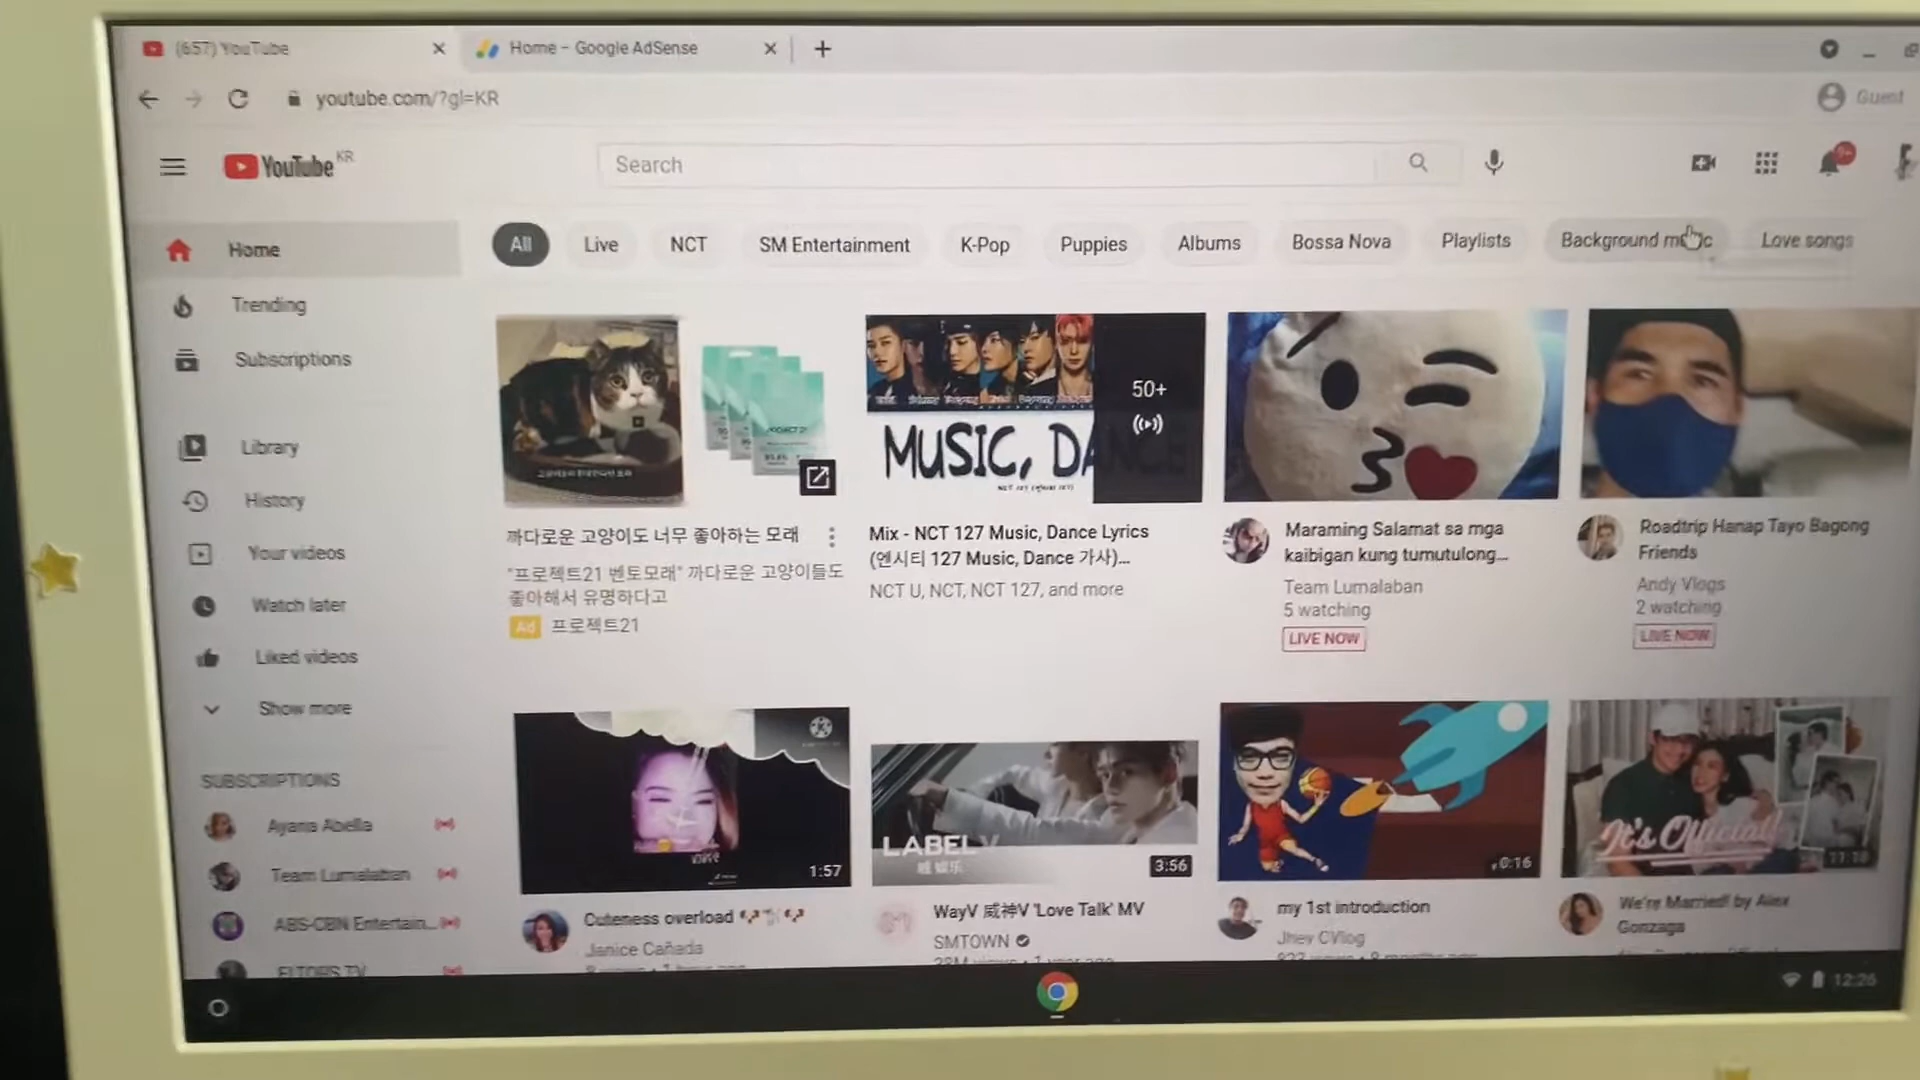 (657) YouTube
Home - Google AdSense
youtube.com/?gl=KR
Guest
YouTube KR
Search
9+
All
Live
NCT
SM Entertainment
K-Pop
Puppies
Albums
Bossa Nova
Playlists
Background music
Love songs
Home
Trending
Subscriptions
Library
History
Your videos
Watch later
Liked videos
Show more
SUBSCRIPTIONS
Ayana Abella
Team Lumalaban
ABS-CBN Entertain...
ELTOPS TV
까다로운 고양이도 너무 좋아하는 모래
"프로젝트21 벤토모래" 까다로운 고양이들도
좋아해서 유명하다고
Ad 프로젝트21
MUSIC, DANCE
50+
Mix - NCT 127 Music, Dance Lyrics
(엔시티 127 Music, Dance 가사)...
NCT U, NCT, NCT 127, and more
Maraming Salamat sa mga
kaibigan kung tumutulong...
Team Lumalaban
5 watching
LIVE NOW
Roadtrip Hanap Tayo Bagong
Friends
Andy Vlogs
2 watching
LIVE NOW
1:57
Cuteness overload
Janice Cañada
LABEL V
3:56
WayV 威神V 'Love Talk' MV
SMTOWN
0:16
my 1st introduction
Jhey CVlog
It's Official!
11:10
We're Married! by Alex
Gonzaga
12:26